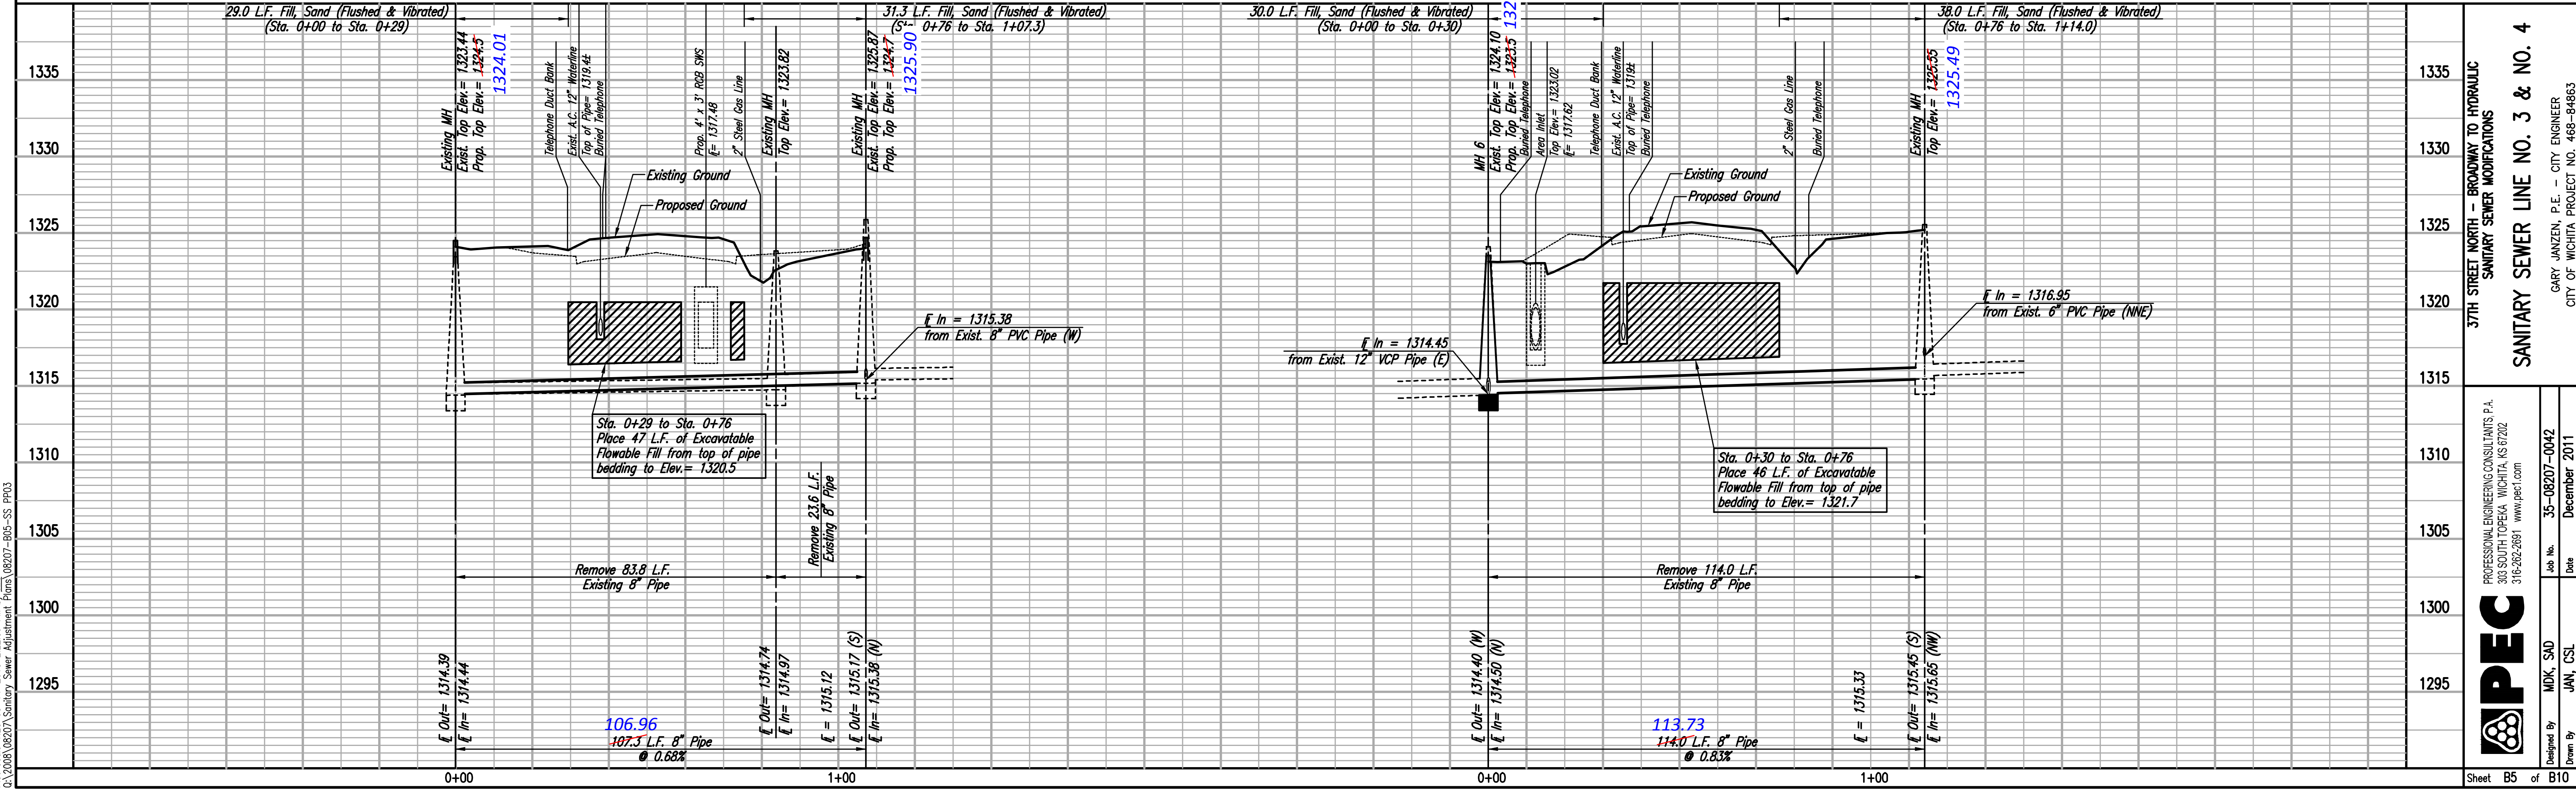 29.0 L.F. Fill, Sand (Flushed & Vibrated)
(Sta. 0+00 to Sta. 0+29)
31.3 L.F. Fill, Sand (Flushed & Vibrated)
0+76 to Sta. 1+07.3)
Existing MH
Exist. Top Elev.= 1323.44
Prop. Top Elev.= 1324.5
1324.01
Telephone Duct Bank
Exist. A.C. 12" Waterline
Top of Pipe= 1319.4±
Buried Telephone
Prop. 4' x 3' RCB SWS
℄= 1317.48
2" Steel Gas Line
Existing MH
Top Elev.= 1323.82
Existing MH
Exist. Top Elev.= 1325.87
Prop. Top Elev.= 1324.7
1325.90
Existing Ground
Proposed Ground
℄ In = 1315.38
from Exist. 8" PVC Pipe (W)
Sta. 0+29 to Sta. 0+76
Place 47 L.F. of Excavatable
Flowable Fill from top of pipe
bedding to Elev.= 1320.5
Remove 23.6 L.F.
Existing 8" Pipe
Remove 83.8 L.F.
Existing 8" Pipe
℄ Out= 1314.39
℄ In= 1314.44
℄ Out= 1314.74
℄ In= 1314.97
℄ = 1315.12
℄ Out= 1315.17 (S)
℄ In= 1315.38 (N)
106.96
107.3 L.F. 8" Pipe
@ 0.68%
0+00
1+00
1335
1330
1325
1320
1315
1310
1305
1300
1295
30.0 L.F. Fill, Sand (Flushed & Vibrated)
(Sta. 0+00 to Sta. 0+30)
38.0 L.F. Fill, Sand (Flushed & Vibrated)
(Sta. 0+76 to Sta. 1+14.0)
MH 6
Exist. Top Elev.= 1324.10
Prop. Top Elev.= 1323.5
132
Buried Telephone
Area Inlet
Top Elev.= 1323.02
℄= 1317.62
Telephone Duct Bank
Exist. A.C. 12" Waterline
Top of Pipe= 1319±
Buried Telephone
2" Steel Gas Line
Buried Telephone
Existing MH
Top Elev.= 1325.55
1325.49
Existing Ground
Proposed Ground
℄ In = 1314.45
from Exist. 12" VCP Pipe (E)
℄ In = 1316.95
from Exist. 6" PVC Pipe (NNE)
Sta. 0+30 to Sta. 0+76
Place 46 L.F. of Excavatable
Flowable Fill from top of pipe
bedding to Elev.= 1321.7
Remove 114.0 L.F.
Existing 8" Pipe
℄ Out= 1314.40 (W)
℄ In= 1314.50 (N)
℄ = 1315.33
℄ Out= 1315.45 (S)
℄ In= 1315.65 (NW)
113.73
114.0 L.F. 8" Pipe
@ 0.83%
0+00
1+00
1335
1330
1325
1320
1315
1310
1305
1300
1295
37TH STREET NORTH – BROADWAY TO HYDRAULIC
SANITARY SEWER MODIFICATIONS
SANITARY SEWER LINE NO. 3 & NO. 4
GARY JANZEN, P.E. – CITY ENGINEER
CITY OF WICHITA PROJECT NO. 468-84863
PEC
PROFESSIONAL ENGINEERING CONSULTANTS, P.A.
303 SOUTH TOPEKA WICHITA, KS 67202
316-262-2691 www.pec1.com
Job No. 35-08207-0042
Date December 2011
Designed By MDK, SAD
Drawn By JAN, CSL
Sheet B5 of B10
Q:\2008\08207\Sanitary Sewer Adjustment Plans\08207-B05-SS PP03